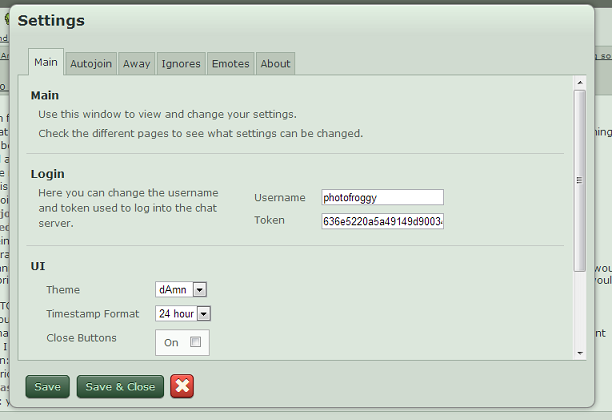 Settings
Main Autojoin Away Ignores Emotes About
Main
Use this window to view and change your settings.
Check the different pages to see what settings can be changed.
Login
Here you can change the username
and token used to log into the chat
server.
Username photofroggy
Token 636e5220a5a49149d9003
UI
Theme dAmn
Timestamp Format 24 hour
Close Buttons On
Save Save & Close